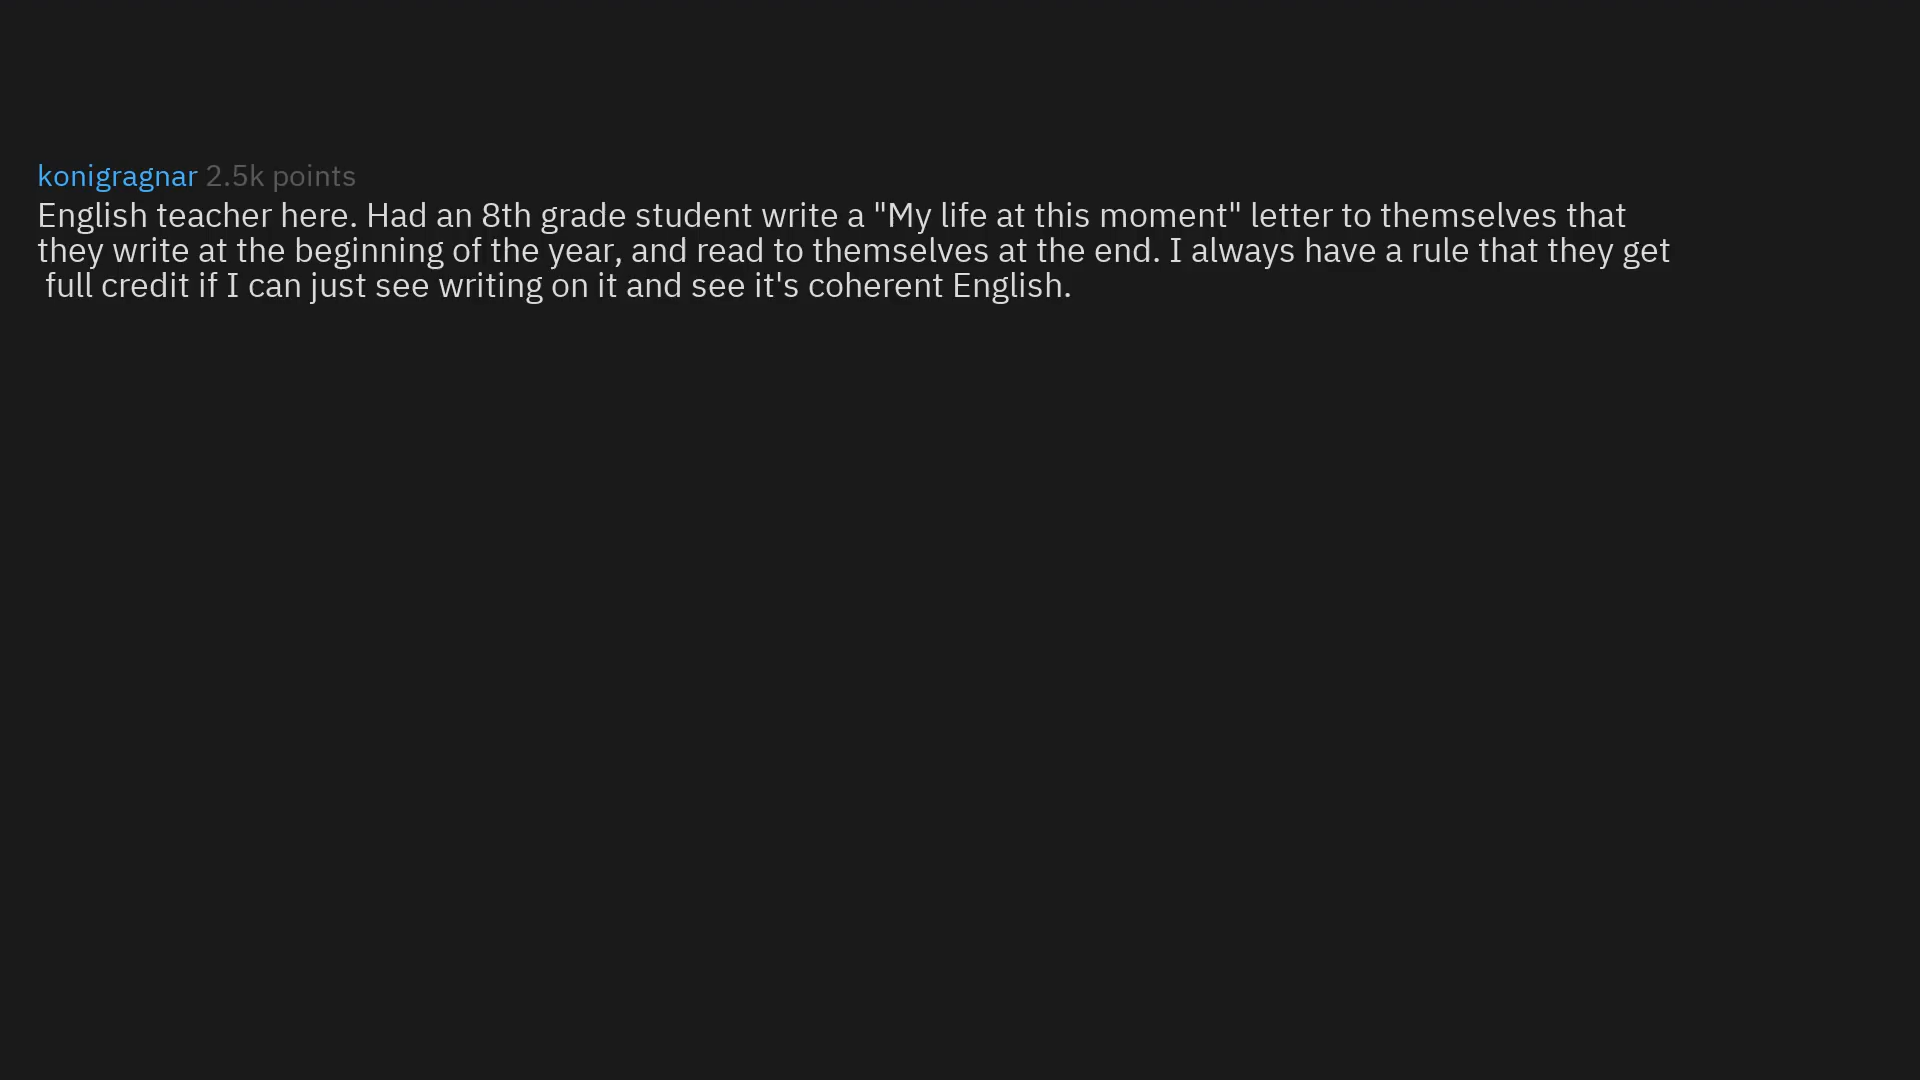 konigragnar 2.5k points
English teacher here. Had an 8th grade student write a "My life at this moment" letter to themselves that
they write at the beginning of the year, and read to themselves at the end. I always have a rule that they get
full credit if I can just see writing on it and see it's coherent English.